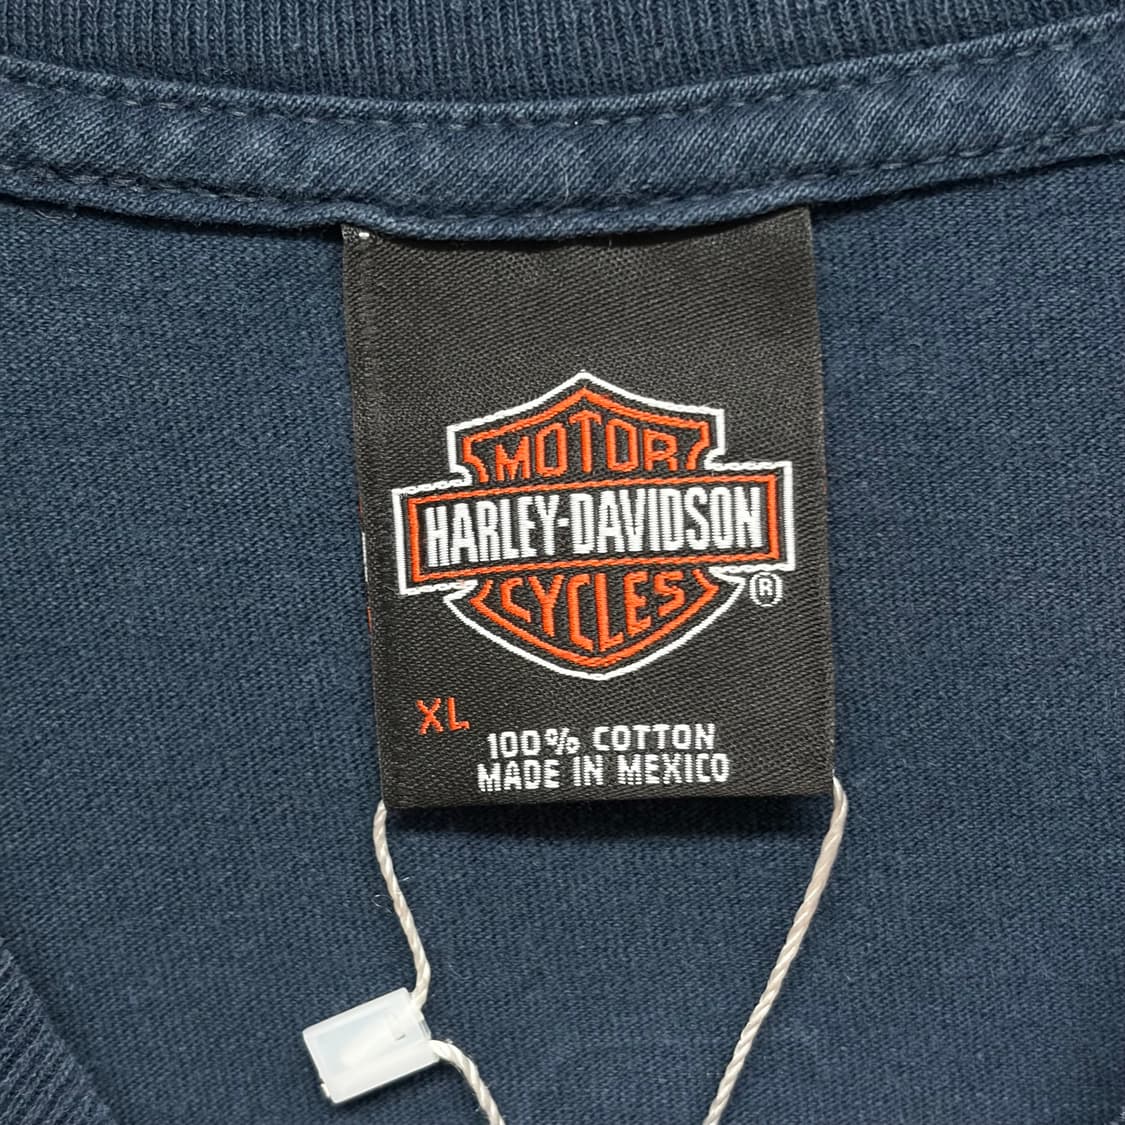 MOTOR
HARLEY-DAVIDSON
CYCLES
®
XL
100% COTTON
MADE IN MEXICO